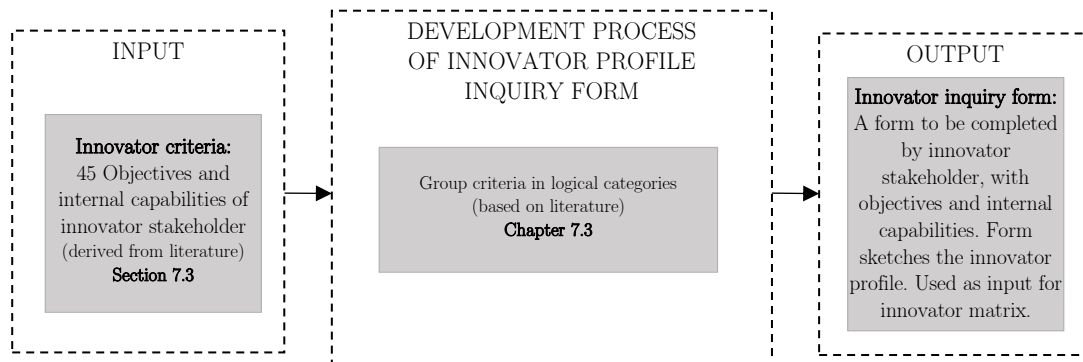 INPUT
Innovator criteria:
45 Objectives and
internal capabilities of
innovator stakeholder
(derived from literature)
Section 7.3
DEVELOPMENT PROCESS
OF INNOVATOR PROFILE
INQUIRY FORM
Group criteria in logical categories
(based on literature)
Chapter 7.3
OUTPUT
Innovator inquiry form:
A form to be completed
by innovator
stakeholder, with
objectives and internal
capabilities. Form
sketches the innovator
profile. Used as input for
innovator matrix.